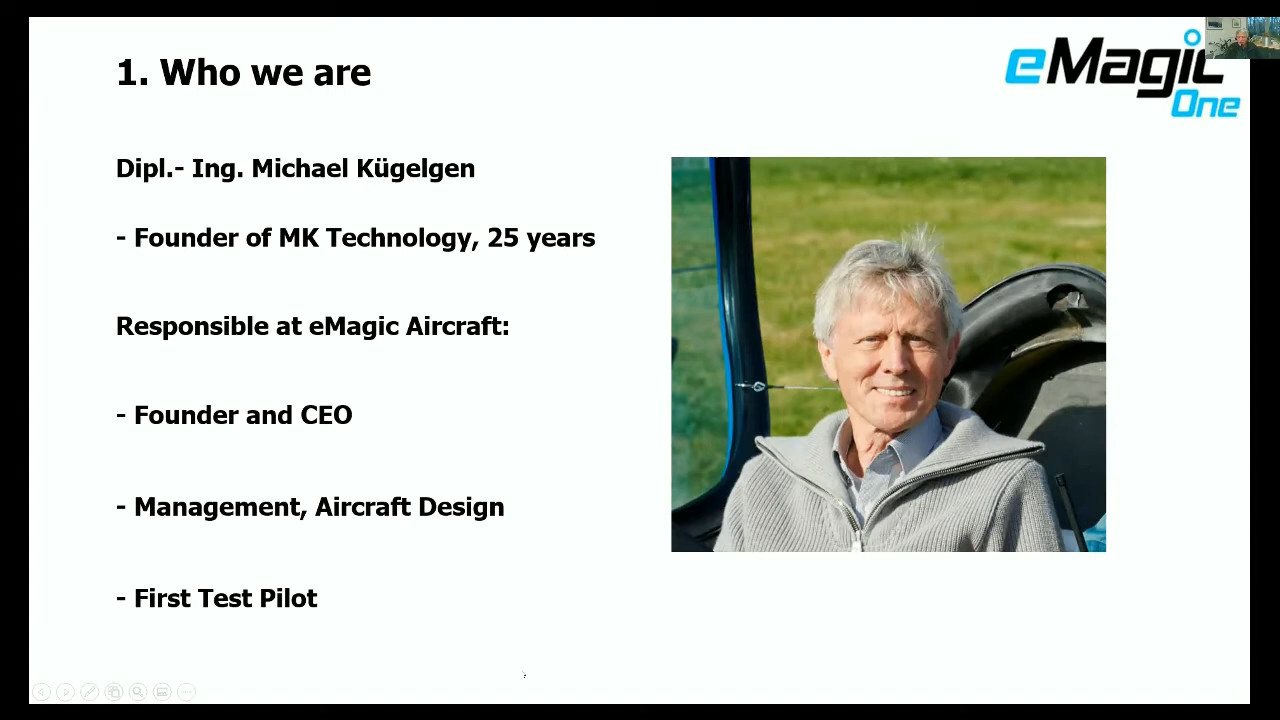 1. Who we are
eMagic
One
Dipl.- Ing. Michael Kügelgen
- Founder of MK Technology, 25 years
Responsible at eMagic Aircraft:
- Founder and CEO
- Management, Aircraft Design
- First Test Pilot